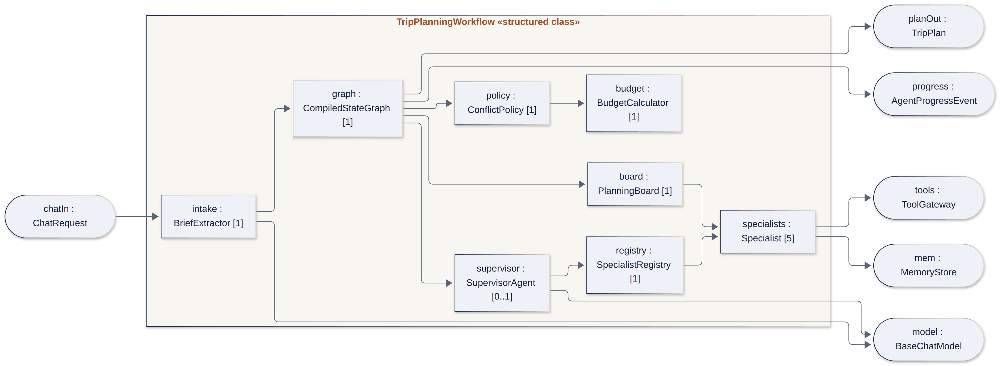 TripPlanningWorkflow «structured class»
chatIn :
ChatRequest
intake :
BriefExtractor [1]
graph :
CompiledStateGraph
[1]
policy :
ConflictPolicy [1]
budget :
BudgetCalculator
[1]
board :
PlanningBoard [1]
supervisor :
SupervisorAgent
[0..1]
registry :
SpecialistRegistry
[1]
specialists :
Specialist [5]
planOut :
TripPlan
progress :
AgentProgressEvent
tools :
ToolGateway
mem :
MemoryStore
model :
BaseChatModel